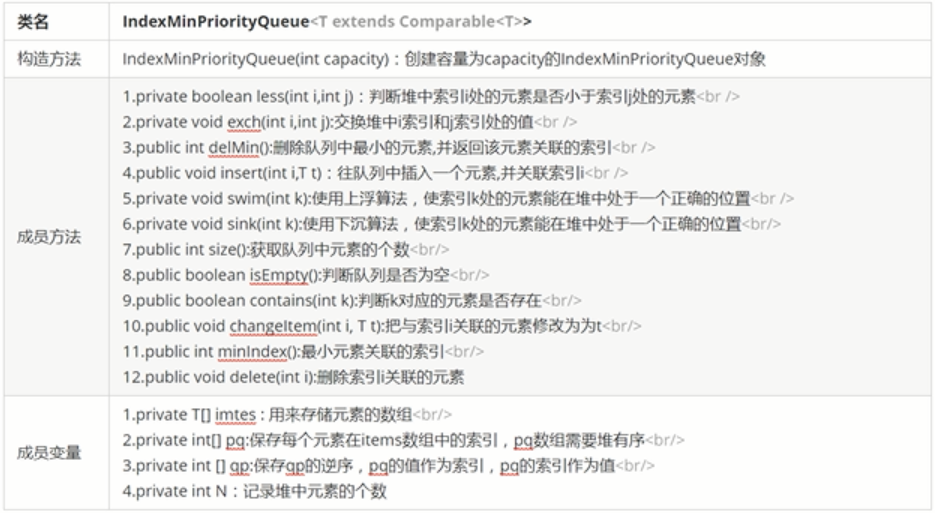 类名 IndexMinPriorityQueue<T extends Comparable<T>>
构造方法 IndexMinPriorityQueue(int capacity)：创建容量为capacity的IndexMinPriorityQueue对象
成员方法
1.private boolean less(int i,int j)：判断堆中索引i处的元素是否小于索引j处的元素<br />
2.private void exch(int i,int j):交换堆中i索引和j索引处的值<br />
3.public int delMin():删除队列中最小的元素,并返回该元素关联的索引<br />
4.public void insert(int i,T t)：往队列中插入一个元素,并关联索引i<br />
5.private void swim(int k):使用上浮算法，使索引k处的元素能在堆中处于一个正确的位置<br />
6.private void sink(int k):使用下沉算法，使索引k处的元素能在堆中处于一个正确的位置<br/>
7.public int size():获取队列中元素的个数<br/>
8.public boolean isEmpty():判断队列是否为空<br/>
9.public boolean contains(int k):判断k对应的元素是否存在<br/>
10.public void changeItem(int i, T t):把与索引i关联的元素修改为为t<br/>
11.public int minIndex():最小元素关联的索引<br/>
12.public void delete(int i):删除索引i关联的元素
成员变量
1.private T[] imtes : 用来存储元素的数组<br/>
2.private int[] pq:保存每个元素在items数组中的索引，pq数组需要堆有序<br/>
3.private int [] qp:保存qp的逆序，pq的值作为索引，pq的索引作为值<br/>
4.private int N：记录堆中元素的个数